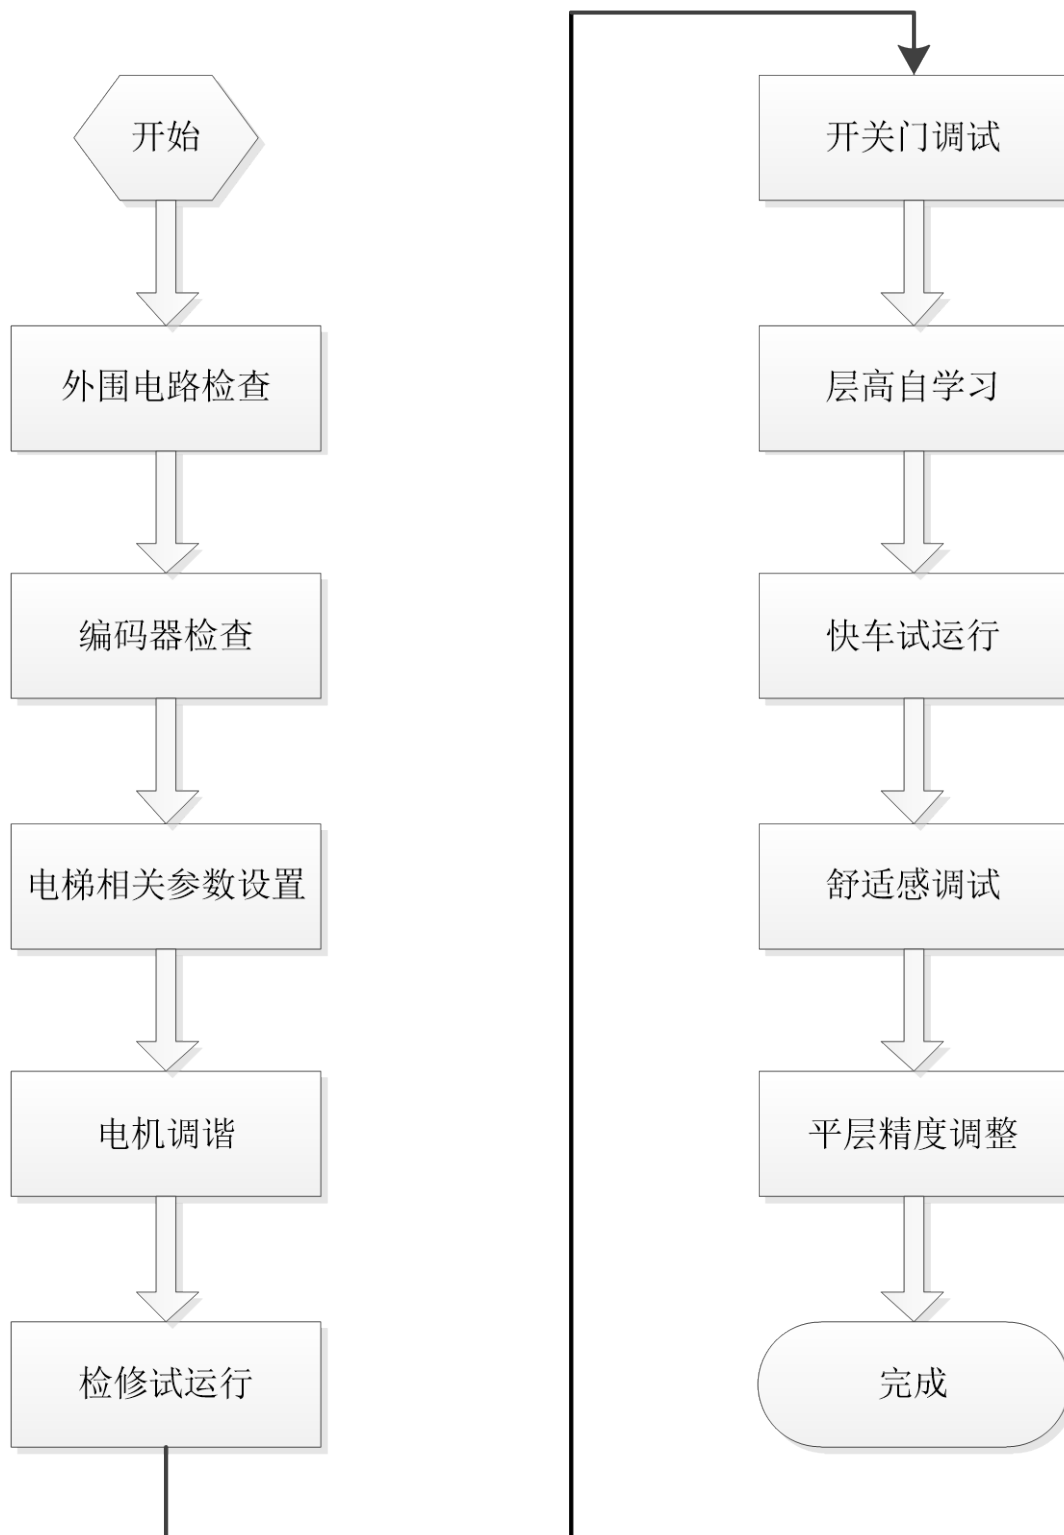 开始
外围电路检查
编码器检查
电梯相关参数设置
电机调谐
检修试运行
开关门调试
层高自学习
快车试运行
舒适感调试
平层精度调整
完成